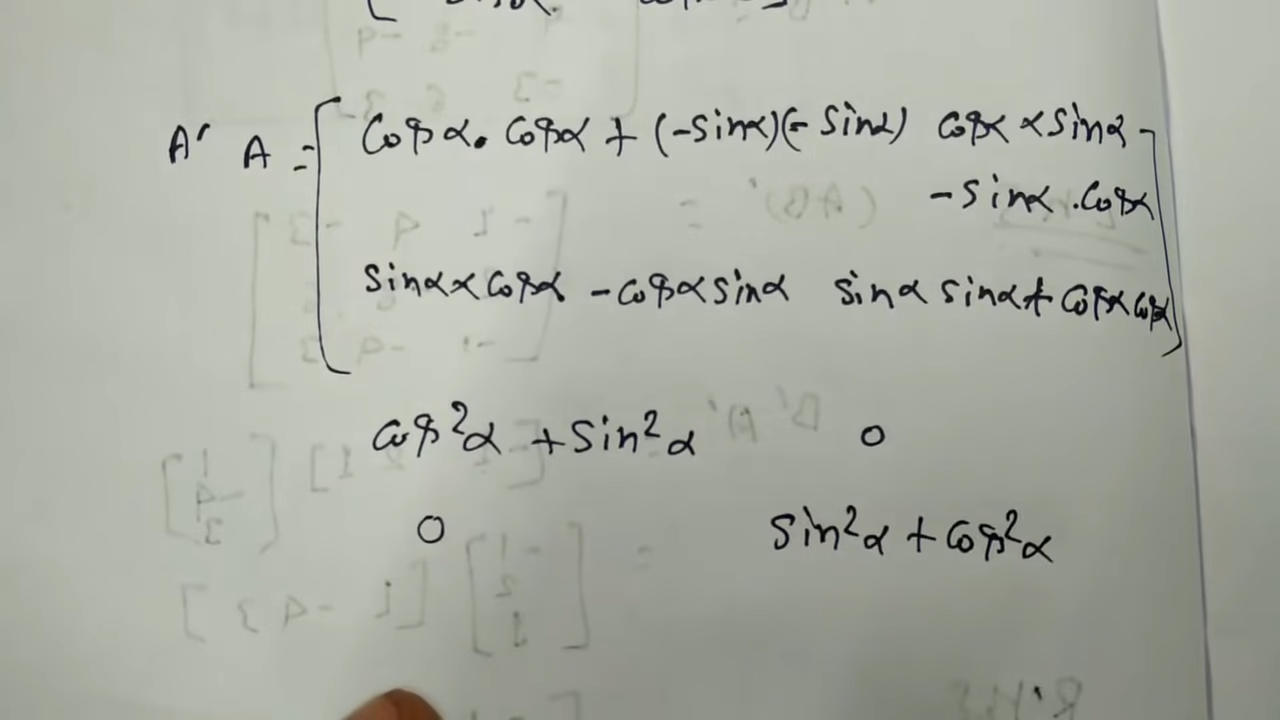 A' A = [ Cosα . Cosα + (-Sinα)(- Sinα) cosα × Sinα
- Sinα . Cosα
Sinα × Cosα - Cosα Sinα Sinα Sinα + Cosα Cosα ]
Cos²α + Sin²α 0
0 Sin²α + Cos²α